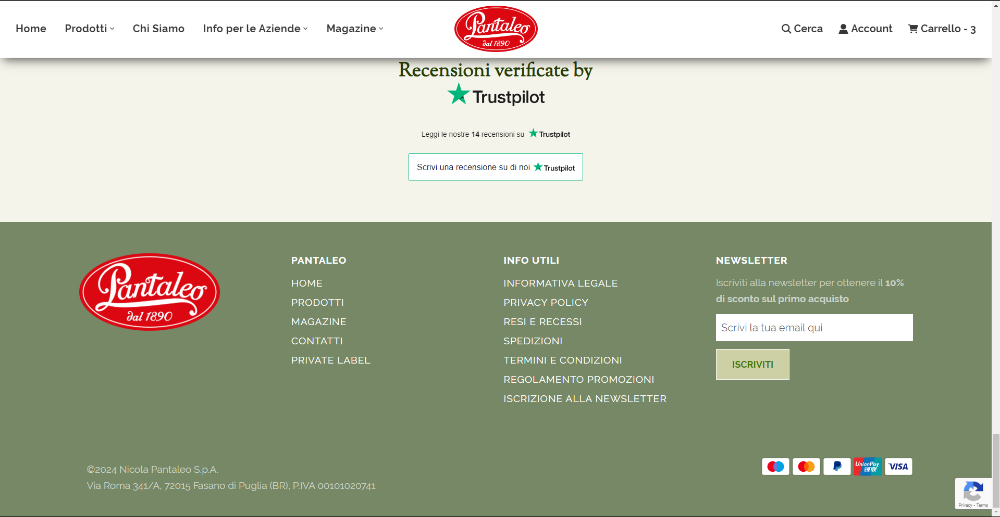 Home
Prodotti
Chi Siamo
Info per le Aziende
Magazine
Pantaleo
dal 1890
Cerca
Account
Carrello - 3
Recensioni verificate by
Trustpilot
Leggi le nostre 14 recensioni su Trustpilot
Scrivi una recensione su di noi Trustpilot
Pantaleo
dal 1890
PANTALEO
HOME
PRODOTTI
MAGAZINE
CONTATTI
PRIVATE LABEL
INFO UTILI
INFORMATIVA LEGALE
PRIVACY POLICY
RESI E RECESSI
SPEDIZIONI
TERMINI E CONDIZIONI
REGOLAMENTO PROMOZIONI
ISCRIZIONE ALLA NEWSLETTER
NEWSLETTER
Iscriviti alla newsletter per ottenere il 10%
di sconto sul primo acquisto
Scrivi la tua email qui
ISCRIVITI
©2024 Nicola Pantaleo S.p.A.
Via Roma 341/A, 72015 Fasano di Puglia (BR), P.IVA 00101020741
UnionPay
银联
VISA
Privacy - Terms